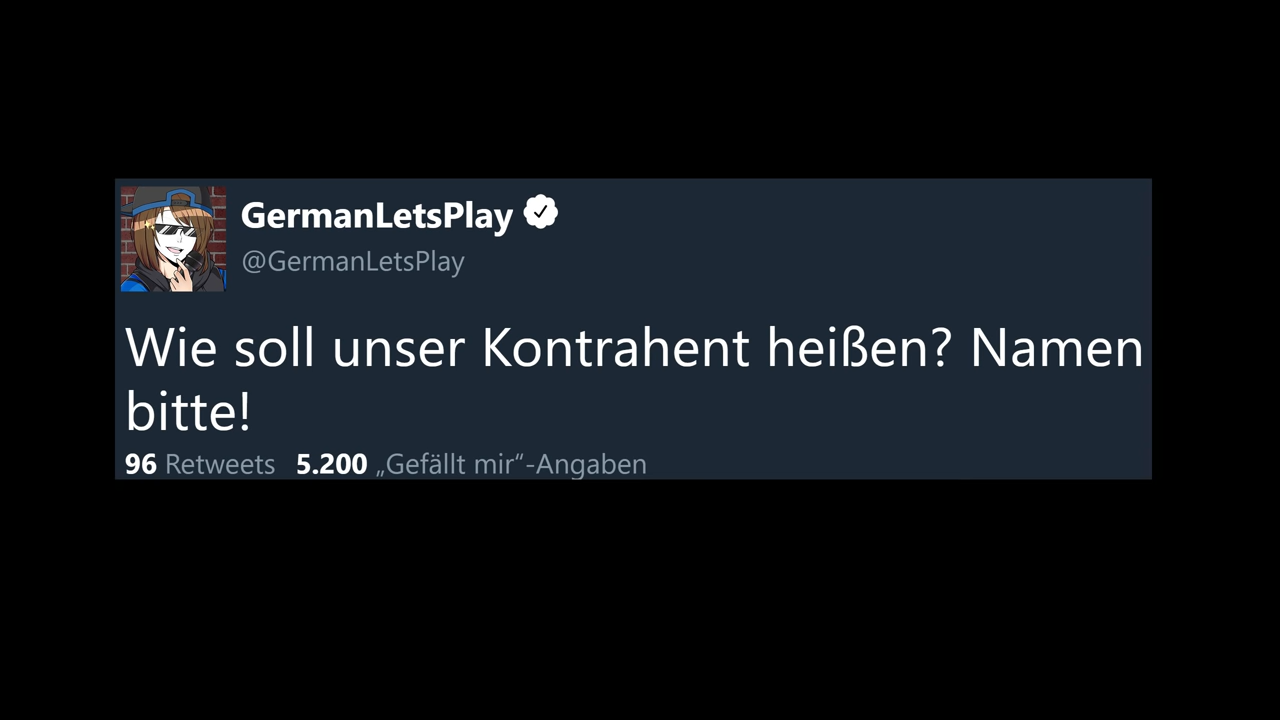 GermanLetsPlay
@GermanLetsPlay
Wie soll unser Kontrahent heißen? Namen
bitte!
96 Retweets 5.200 „Gefällt mir“-Angaben